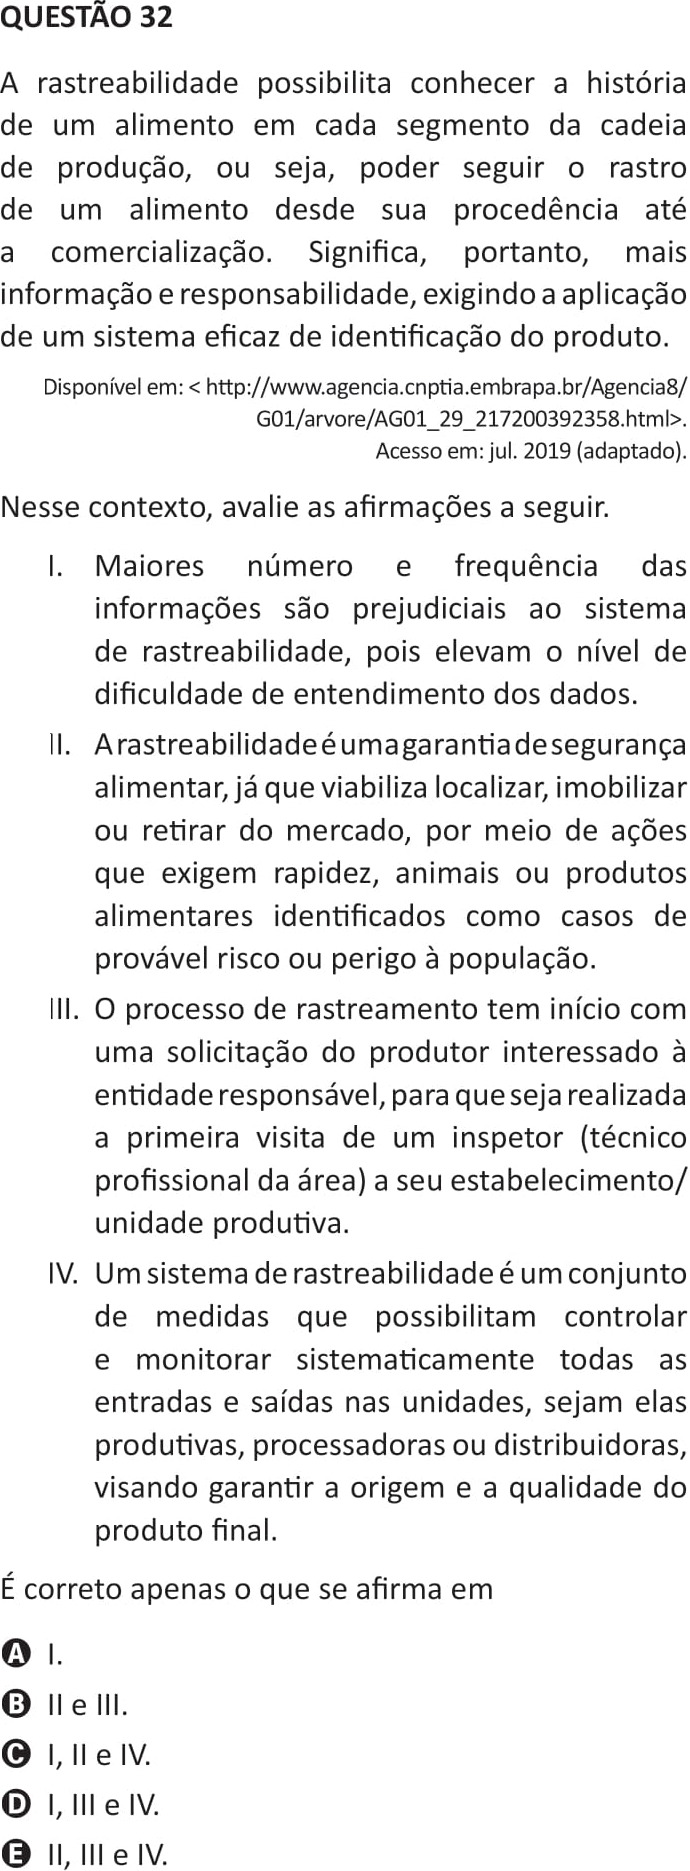 QUESTÃO 32
A rastreabilidade possibilita conhecer a história
de um alimento em cada segmento da cadeia
de produção, ou seja, poder seguir o rastro
de um alimento desde sua procedência até
a comercialização. Significa, portanto, mais
informação e responsabilidade, exigindo a aplicação
de um sistema eficaz de identificação do produto.
Disponível em: < http://www.agencia.cnptia.embrapa.br/Agencia8/
G01/arvore/AG01_29_217200392358.html>.
Acesso em: jul. 2019 (adaptado).
Nesse contexto, avalie as afirmações a seguir.
I. Maiores número e frequência das
informações são prejudiciais ao sistema
de rastreabilidade, pois elevam o nível de
dificuldade de entendimento dos dados.
II. A rastreabilidade é uma garantia de segurança
alimentar, já que viabiliza localizar, imobilizar
ou retirar do mercado, por meio de ações
que exigem rapidez, animais ou produtos
alimentares identificados como casos de
provável risco ou perigo à população.
III. O processo de rastreamento tem início com
uma solicitação do produtor interessado à
entidade responsável, para que seja realizada
a primeira visita de um inspetor (técnico
profissional da área) a seu estabelecimento/
unidade produtiva.
IV. Um sistema de rastreabilidade é um conjunto
de medidas que possibilitam controlar
e monitorar sistematicamente todas as
entradas e saídas nas unidades, sejam elas
produtivas, processadoras ou distribuidoras,
visando garantir a origem e a qualidade do
produto final.
É correto apenas o que se afirma em
A I.
B II e III.
C I, II e IV.
D I, III e IV.
E II, III e IV.